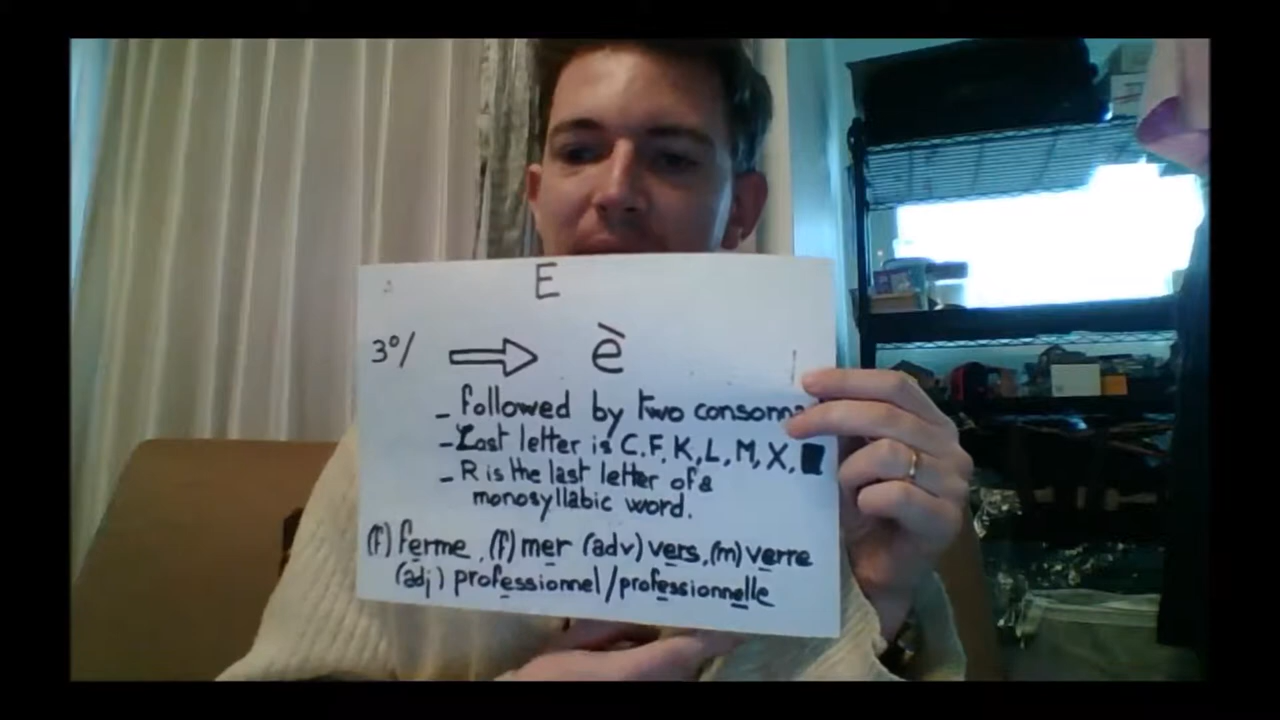 E
3°/ ⇒ è
- followed by two consonn
- Last letter is C, F, K, L, M, X,
- R is the last letter of a
monosyllabic word.
(f) ferme, (f) mer (adv) vers, (m) verre
(adj) professionnel/professionnelle